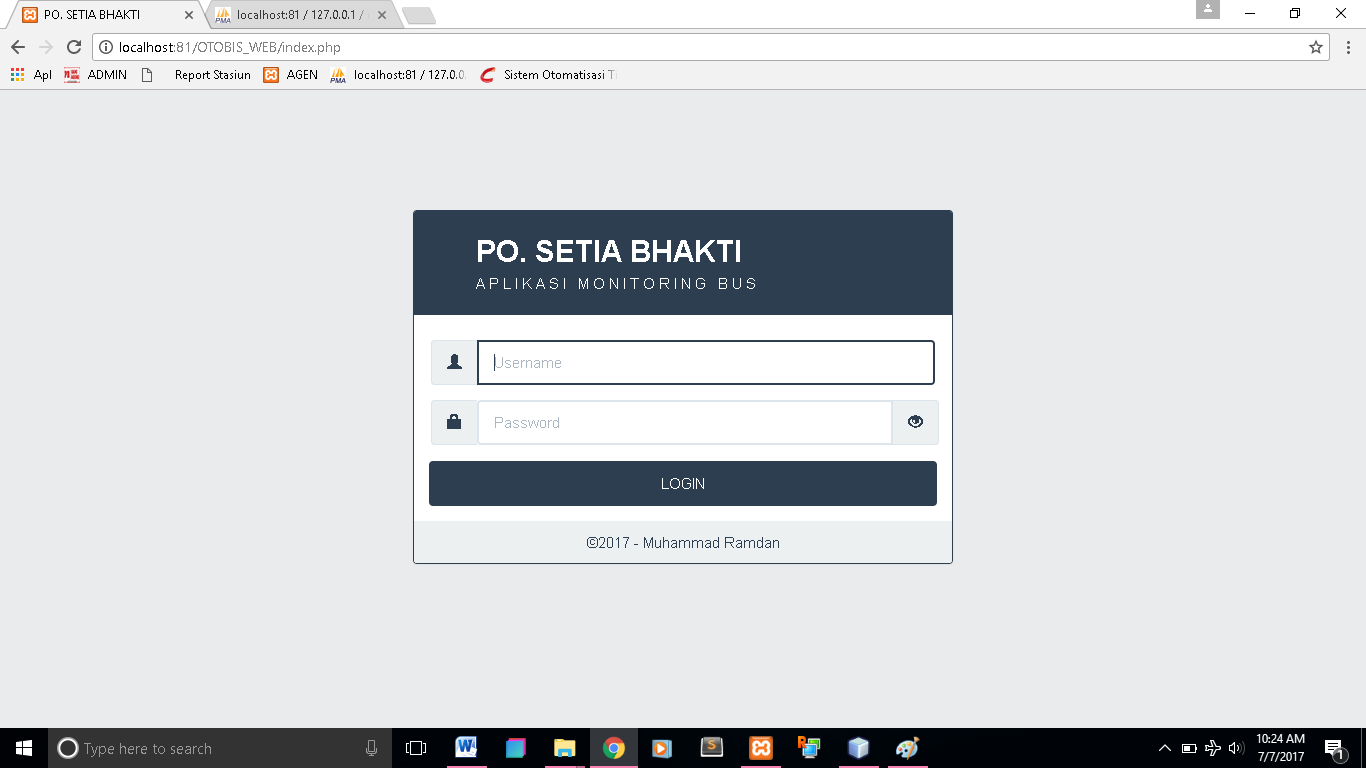 PO. SETIA BHAKTI
localhost:81 / 127.0.0.1 /
localhost:81/OTOBIS_WEB/index.php
Apl ADMIN Report Stasiun AGEN localhost:81 / 127.0.0. Sistem Otomatisasi Ti
PO. SETIA BHAKTI
APLIKASI MONITORING BUS
Username
Password
LOGIN
©2017 - Muhammad Ramdan
Type here to search
10:24 AM
7/7/2017